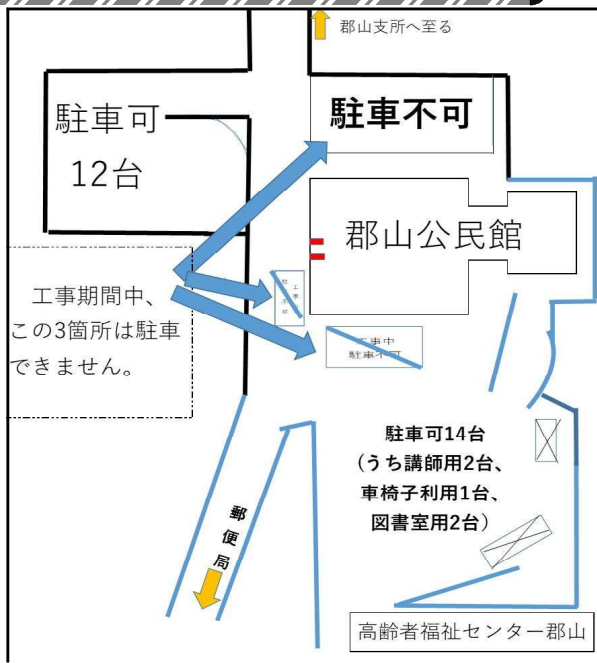 郡山支所へ至る
駐車可
12台
駐車不可
郡山公民館
工事期間中、
この3箇所は駐車
できません。
工事中
駐車不可
駐車可14台
(うち講師用2台、
車椅子利用1台、
図書室用2台)
郵便局
高齢者福祉センター郡山